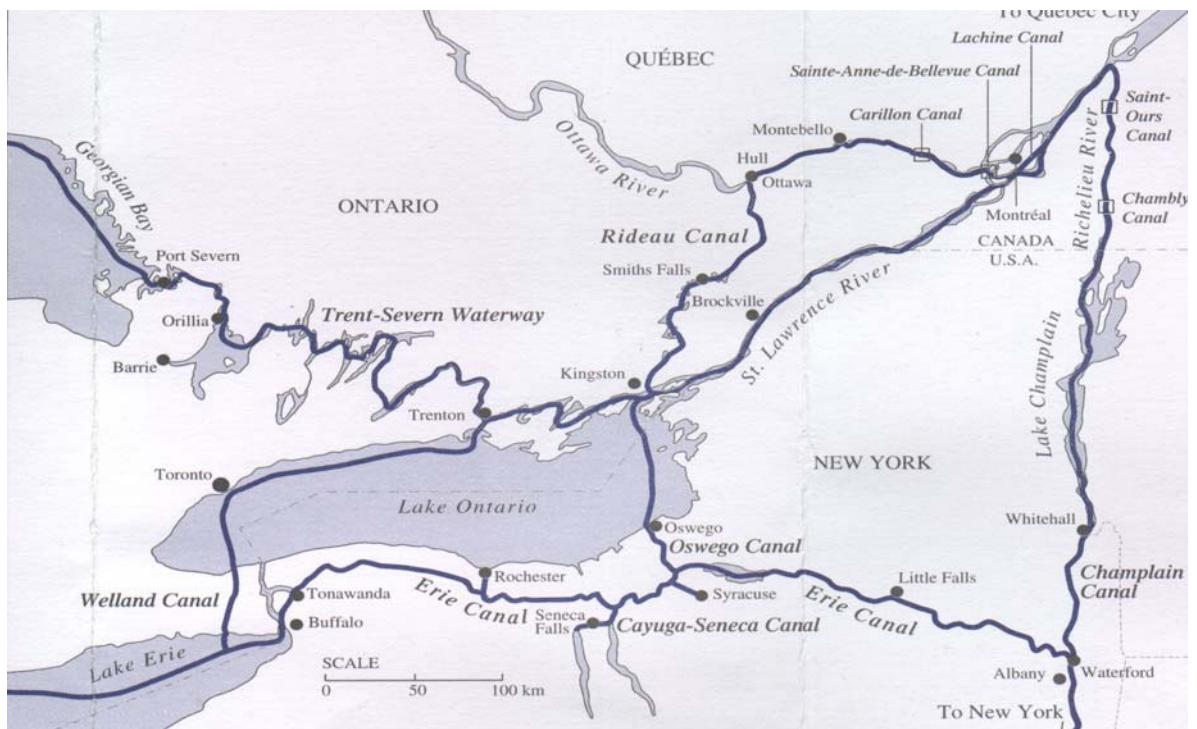 To Québec City
Lachine Canal
QUÉBEC
Sainte-Anne-de-Bellevue Canal
Carillon Canal
Saint-
Ours
Canal
Montebello
Ottawa River
Hull
Ottawa
Georgian Bay
ONTARIO
Richelieu River
Chambly
Canal
Montréal
CANADA
U.S.A.
Rideau Canal
Port Severn
Smiths Falls
Brockville
St. Lawrence River
Orillia
Trent-Severn Waterway
Barrie
Kingston
Lake Champlain
Trenton
NEW YORK
Toronto
Lake Ontario
Whitehall
Oswego
Oswego Canal
Rochester
Little Falls
Champlain
Canal
Welland Canal
Tonawanda
Erie Canal
Syracuse
Erie Canal
Buffalo
Seneca
Falls
Cayuga-Seneca Canal
Lake Erie
SCALE
0 50 100 km
Albany
Waterford
To New York